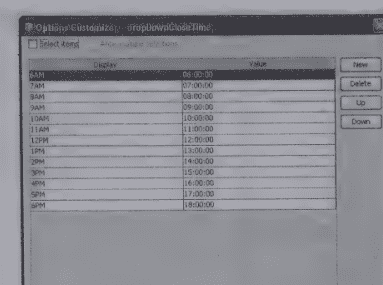 Options Customizer - dropDownCloseTime
Select Items
Display Value New
6AM 06:00:00
7AM 07:00:00 Delete
8AM 08:00:00
9AM 09:00:00 Up
10AM 10:00:00
11AM 11:00:00 Down
12PM 12:00:00
1PM 13:00:00
2PM 14:00:00
3PM 15:00:00
4PM 16:00:00
5PM 17:00:00
6PM 18:00:00